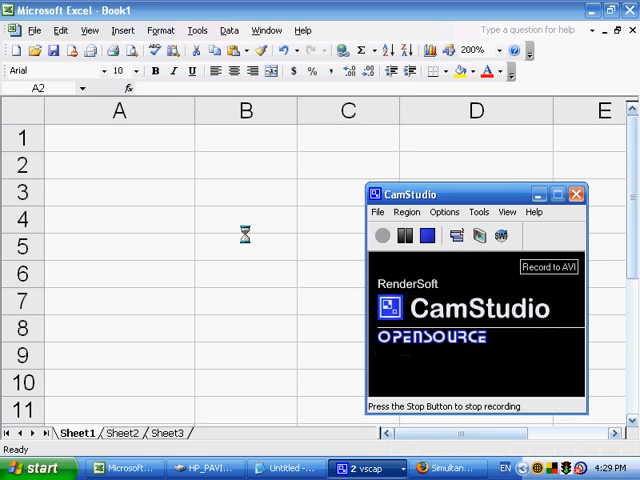 Microsoft Excel - Book1
File Edit View Insert Format Tools Data Window Help
Type a question for help
200%
Arial 10 B I U $ % ,
A2 fx
A B C D E
1
2
3
4
5
6
7
8
9
10
11
CamStudio
File Region Options Tools View Help
Record to AVI
RenderSoft
CamStudio
OPENSOURCE
Press the Stop Button to stop recording
Sheet1 Sheet2 Sheet3
Ready
start Microsoft... HP_PAVI... Untitled -... 2 vscap Simultan... EN 4:29 PM